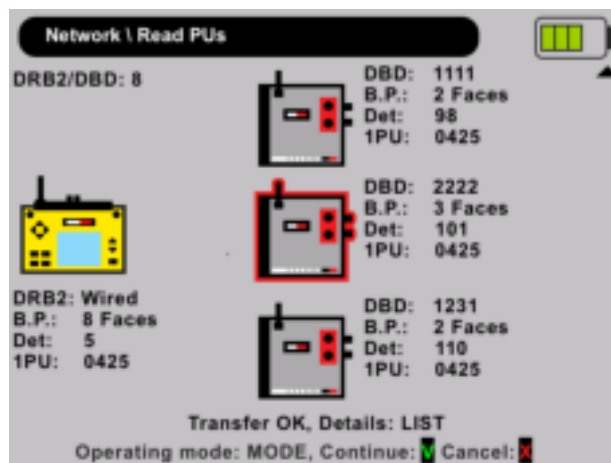 Network \ Read PUs
DRB2/DBD: 8
DBD: 1111
B.P.: 2 Faces
Det: 98
1PU: 0425
DBD: 2222
B.P.: 3 Faces
Det: 101
1PU: 0425
DRB2: Wired
B.P.: 8 Faces
Det: 5
1PU: 0425
DBD: 1231
B.P.: 2 Faces
Det: 110
1PU: 0425
Transfer OK, Details: LIST
Operating mode: MODE, Continue: V Cancel: X